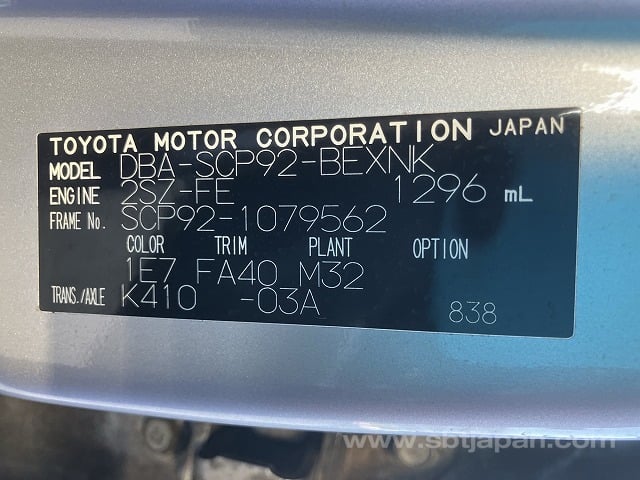 TOYOTA MOTOR CORPORATION JAPAN
MODEL DBA-SCP92-BEXNK
ENGINE 2SZ-FE 1296 mL
FRAME No. SCP92-1079562
COLOR TRIM PLANT OPTION
1E7 FA40 M32
TRANS./AXLE K410 -03A
838
www.sbtjapan.com